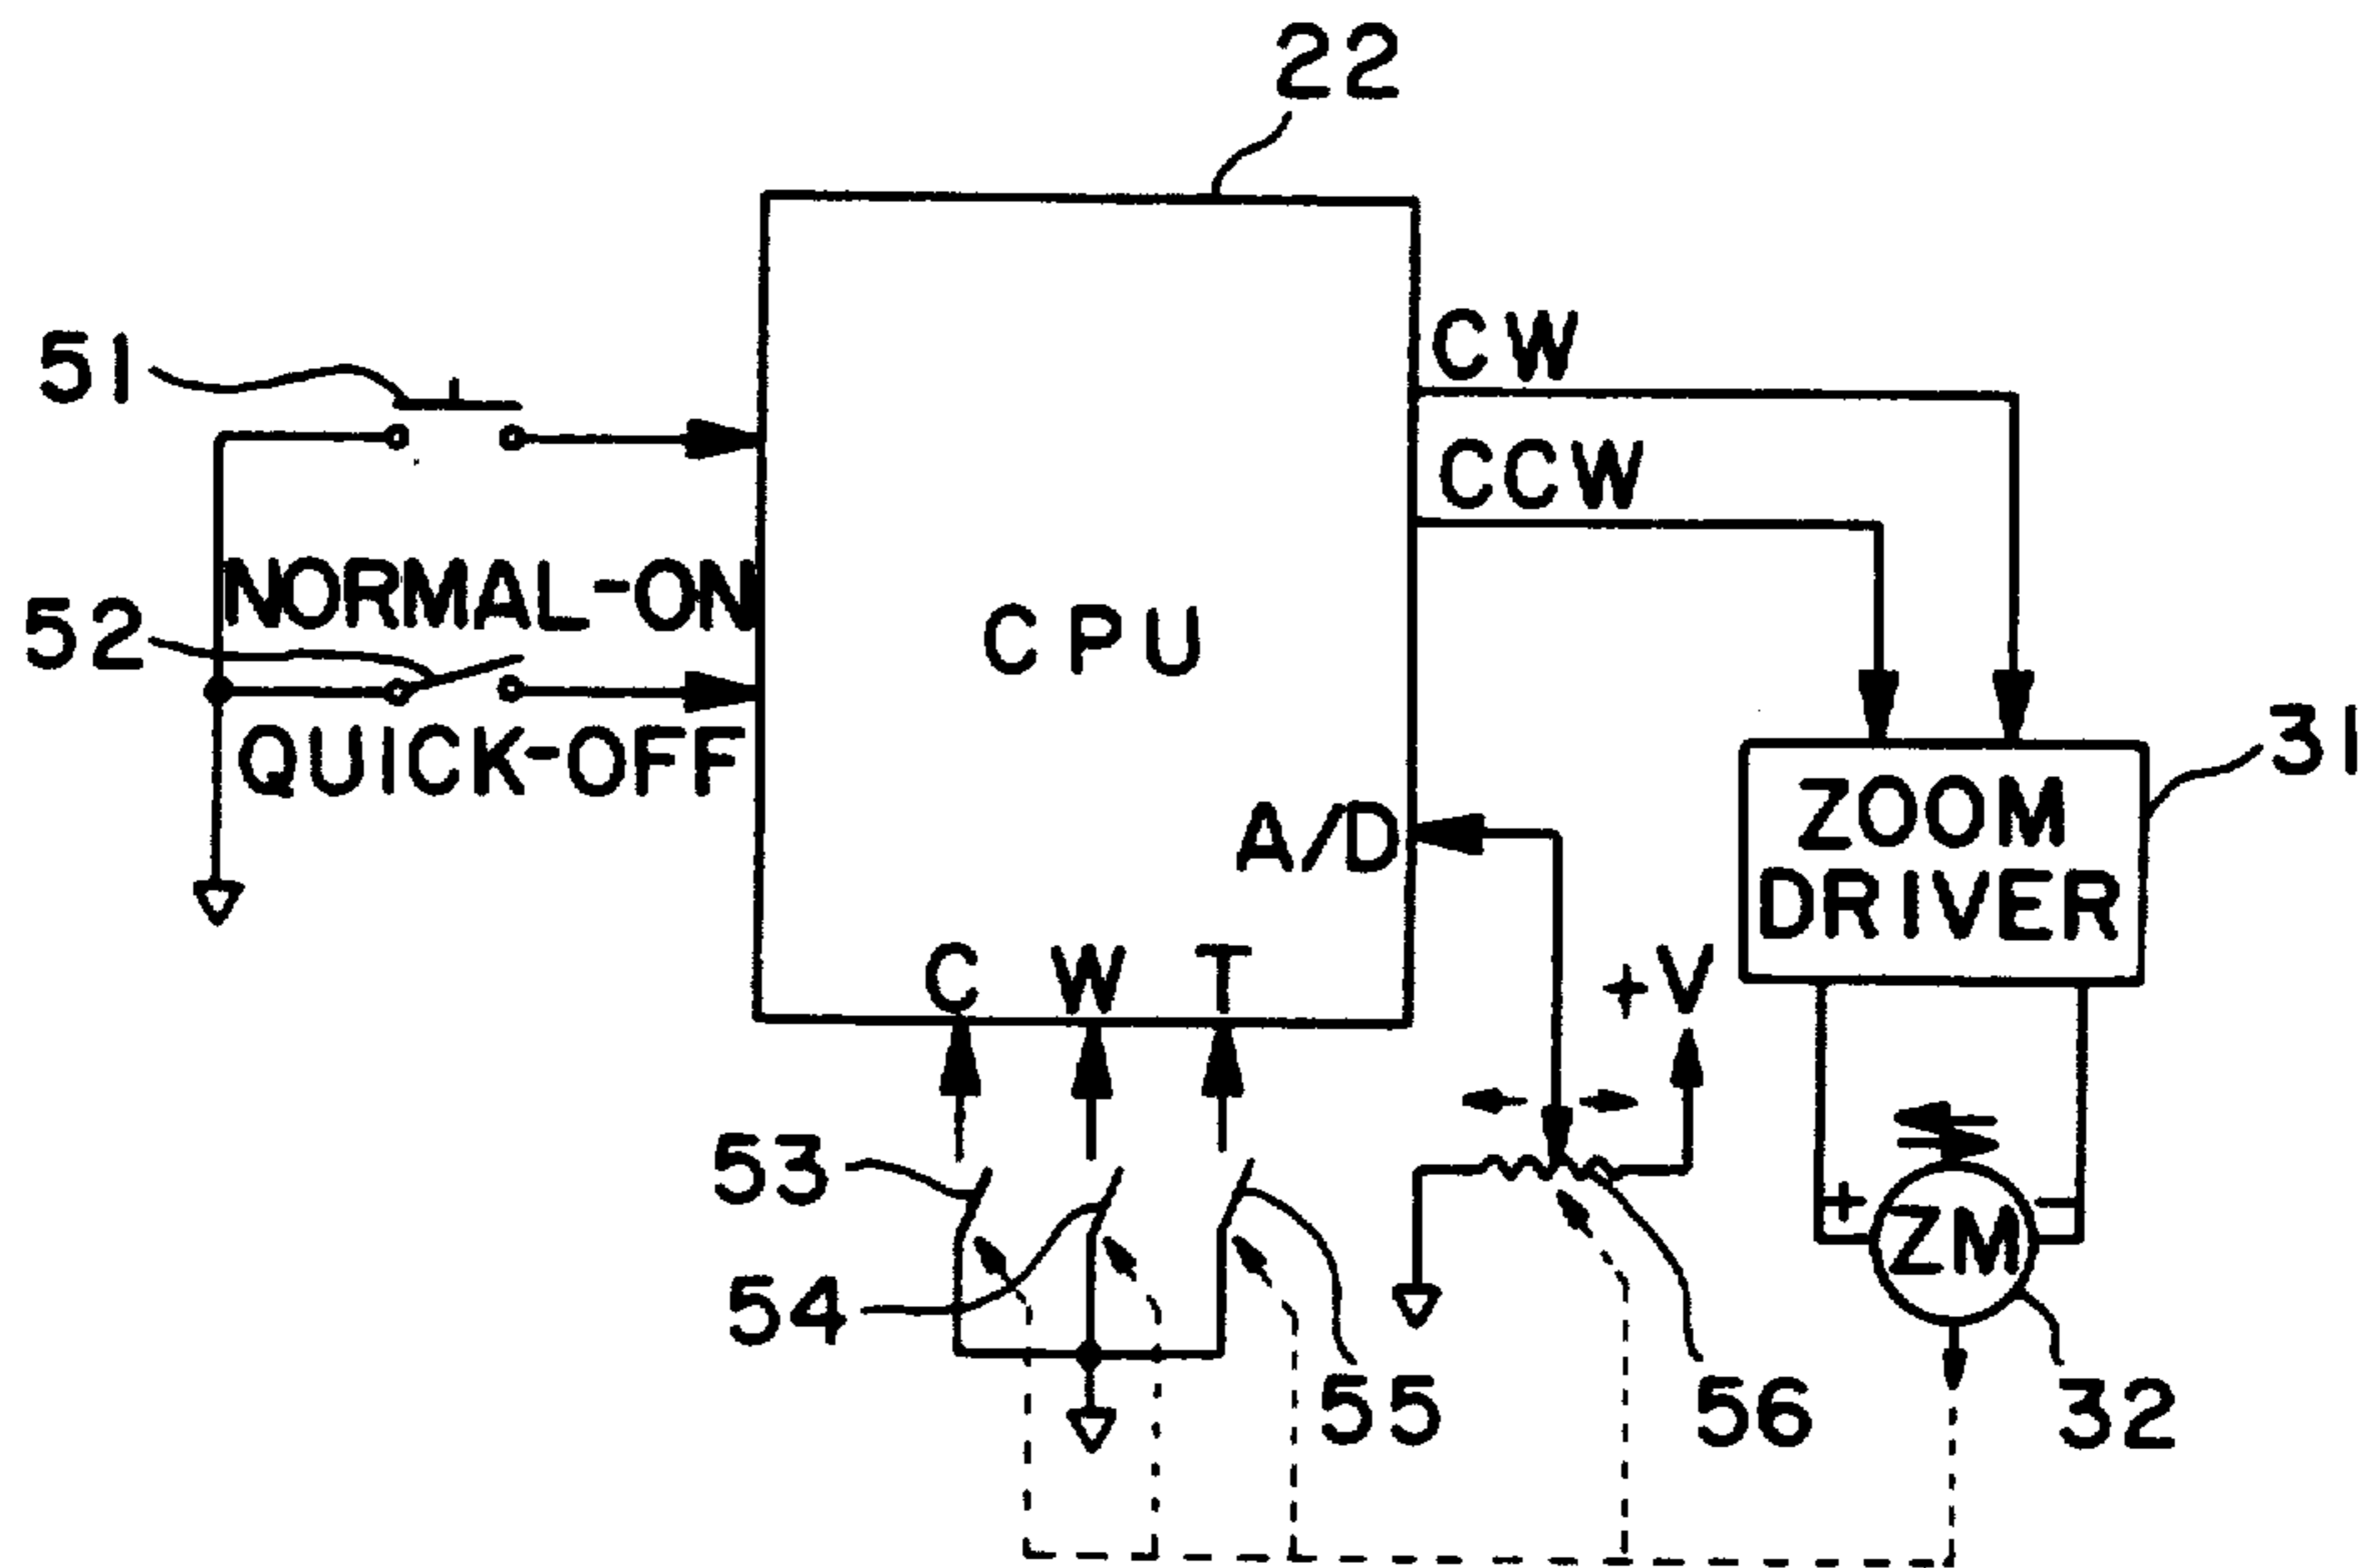 22
51
CW
CCW
NORMAL-ON
52
CPU
QUICK-OFF
31
ZOOM
DRIVER
A/D
C W T
+V
53
+ ZM -
54
55
56
32